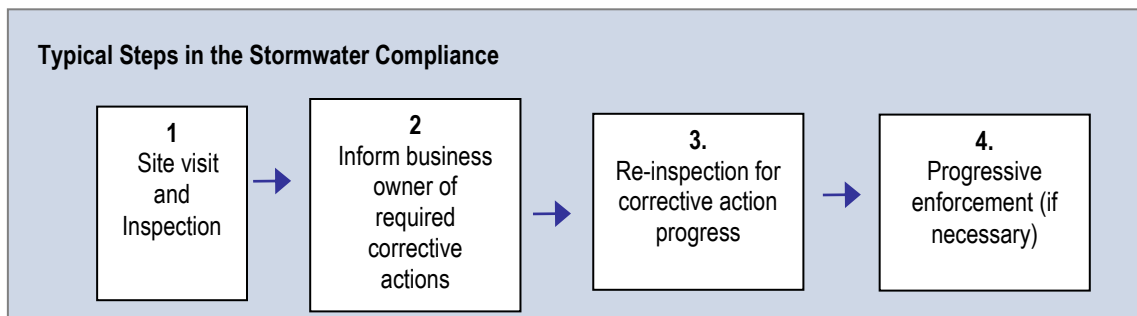 Typical Steps in the Stormwater Compliance
1
Site visit
and
Inspection
2
Inform business
owner of
required
corrective
actions
3.
Re-inspection for
corrective action
progress
4.
Progressive
enforcement (if
necessary)